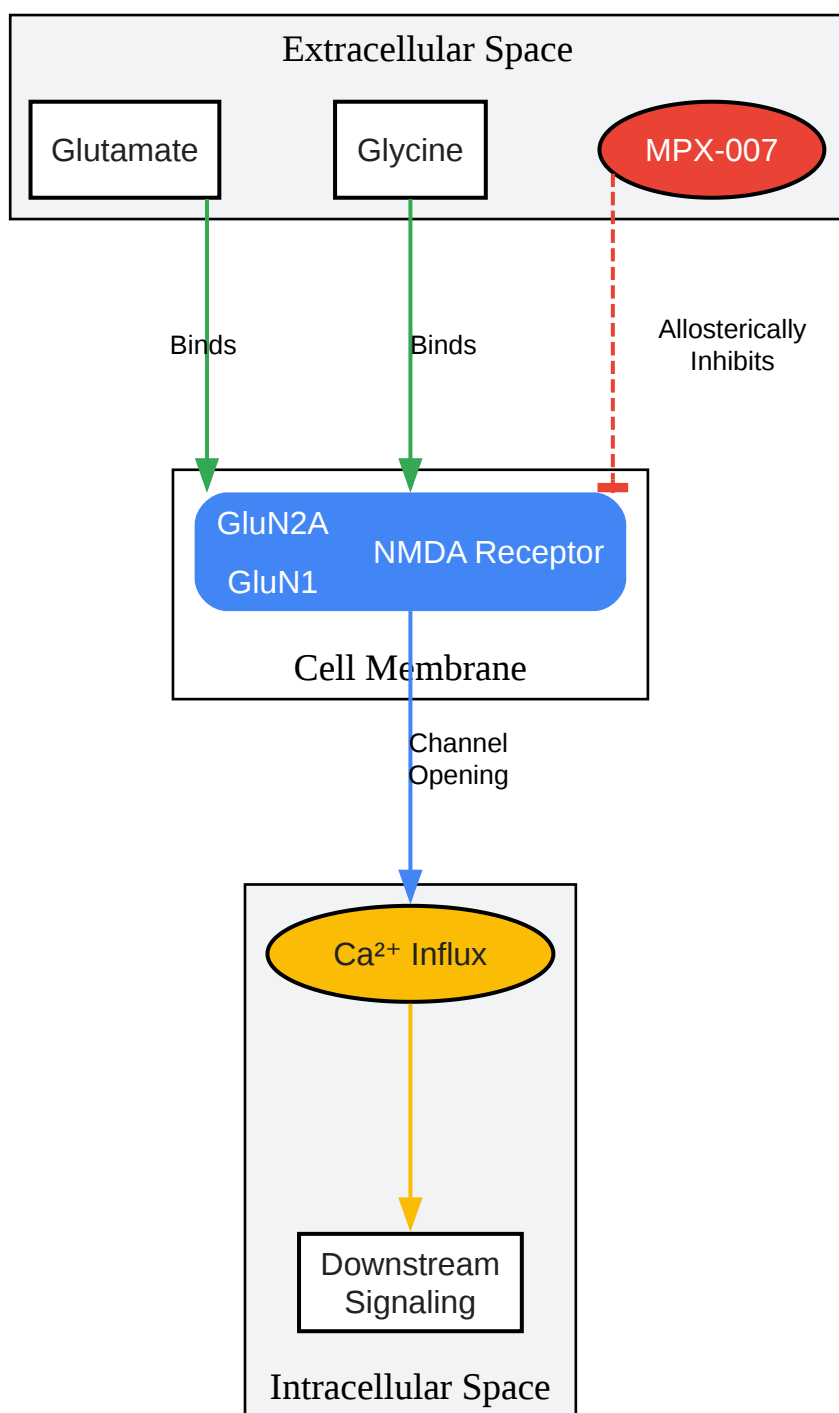 Extracellular Space
Glutamate
Glycine
MPX-007
Binds
Binds
Allosterically
Inhibits
GluN2A
NMDA Receptor
GluN1
Cell Membrane
Channel
Opening
Ca²⁺ Influx
Downstream
Signaling
Intracellular Space